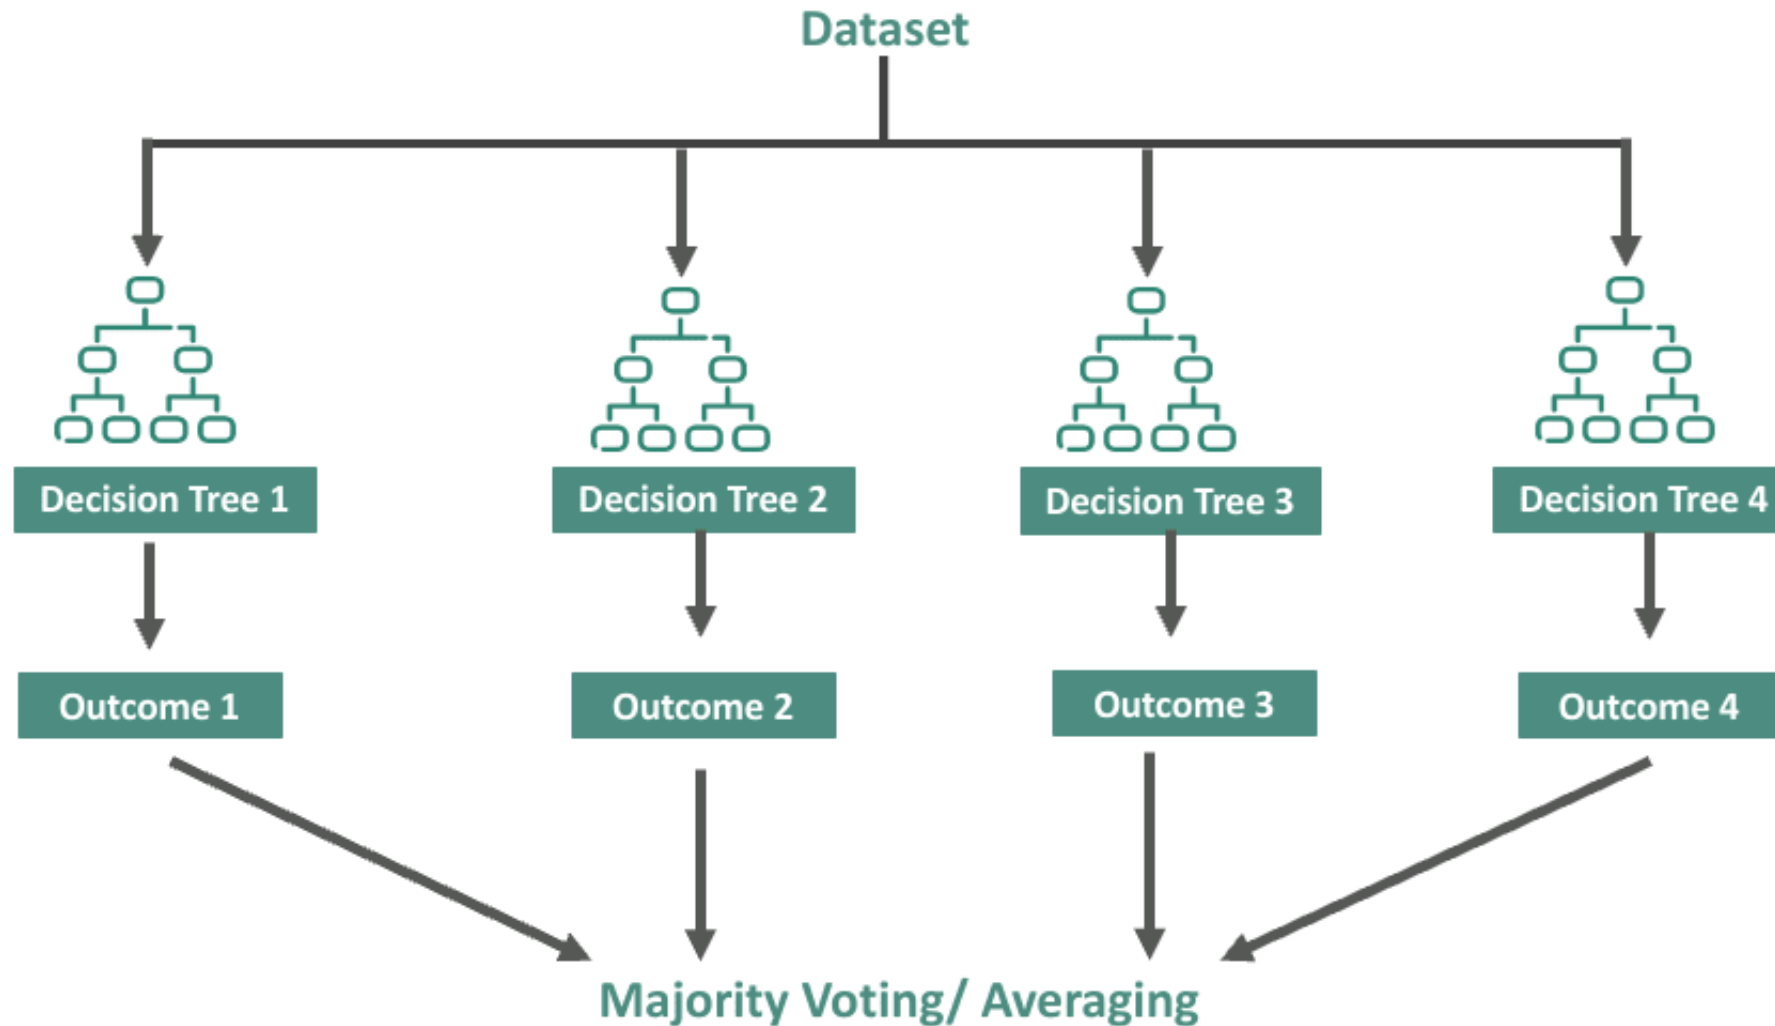 Dataset
Decision Tree 1
Decision Tree 2
Decision Tree 3
Decision Tree 4
Outcome 1
Outcome 2
Outcome 3
Outcome 4
Majority Voting/ Averaging